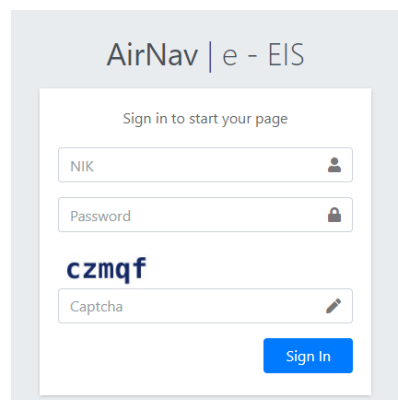 AirNav | e - EIS
Sign in to start your page
NIK
Password
czmqf
Captcha
Sign In